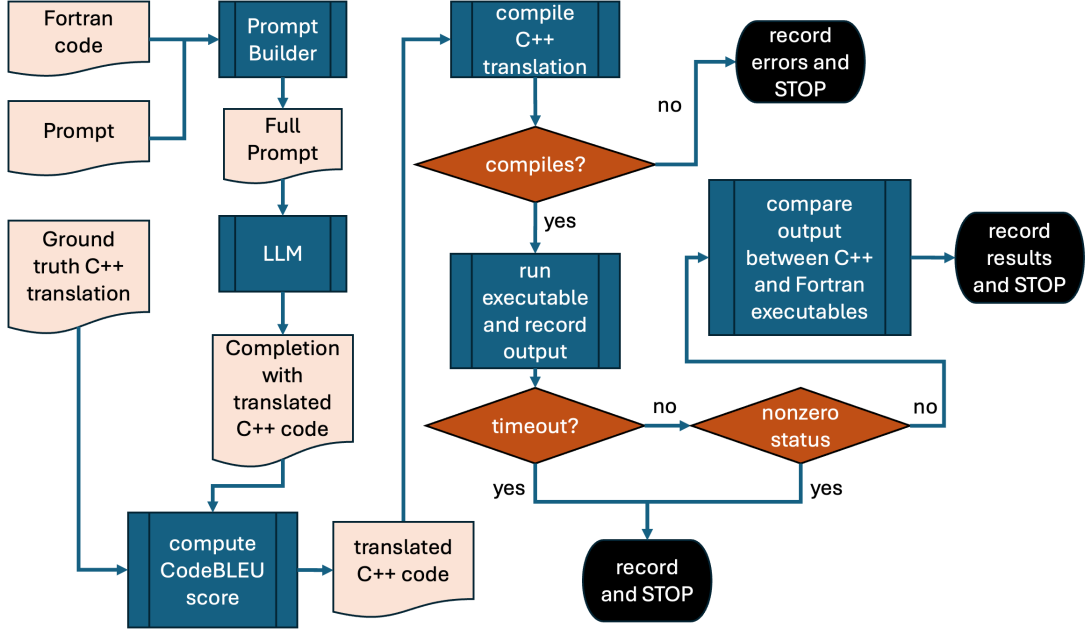 Fortran
code
Prompt
Builder
Prompt
Full
Prompt
Ground
truth C++
translation
LLM
Completion
with
translated
C++ code
compute
CodeBLEU
score
translated
C++ code
compile
C++
translation
compiles?
no
record
errors and
STOP
yes
run
executable
and record
output
timeout?
no
nonzero
status
no
compare
output
between C++
and Fortran
executables
record
results
and STOP
yes
yes
record
and STOP